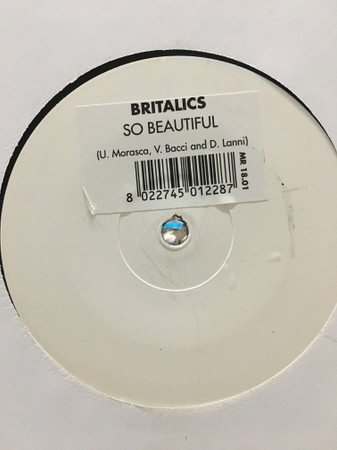 BRITALICS
SO BEAUTIFUL
(U. Morasca, V. Bacci and D. Lanni)
8 022745 012287
MR 18.01